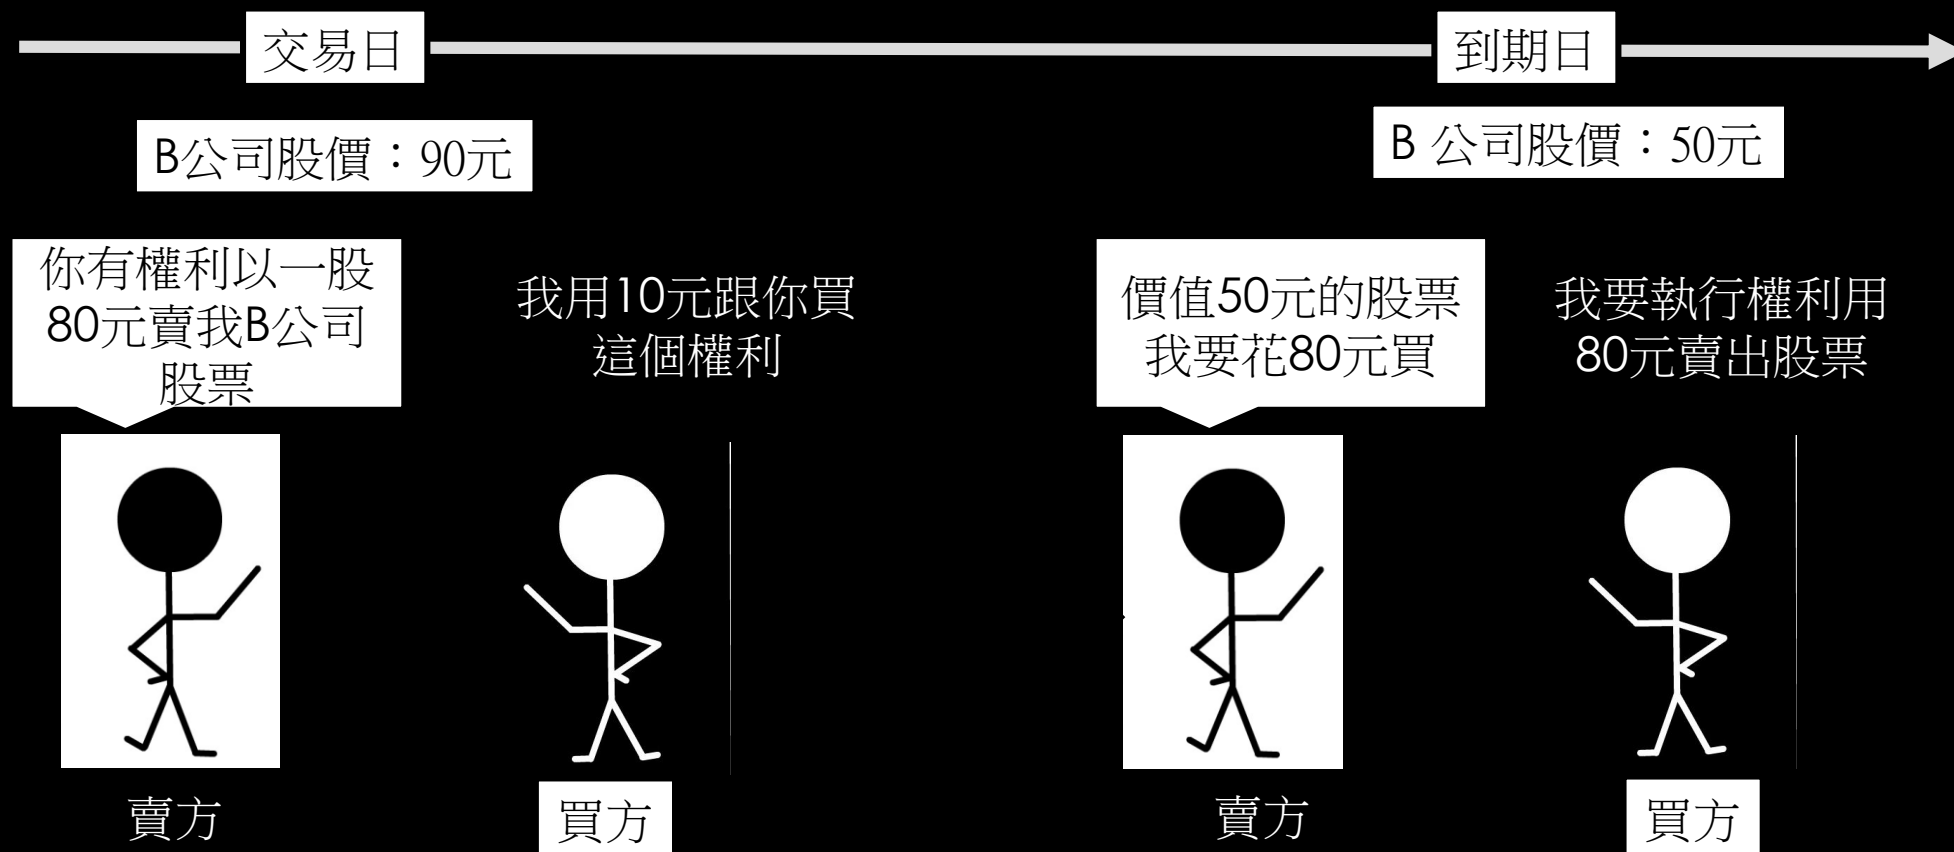 交易日
到期日
B公司股價：90元
B 公司股價：50元
你有權利以一股
80元賣我B公司
股票
我用10元跟你買
這個權利
價值50元的股票
我要花80元買
我要執行權利用
80元賣出股票
賣方
買方
賣方
買方